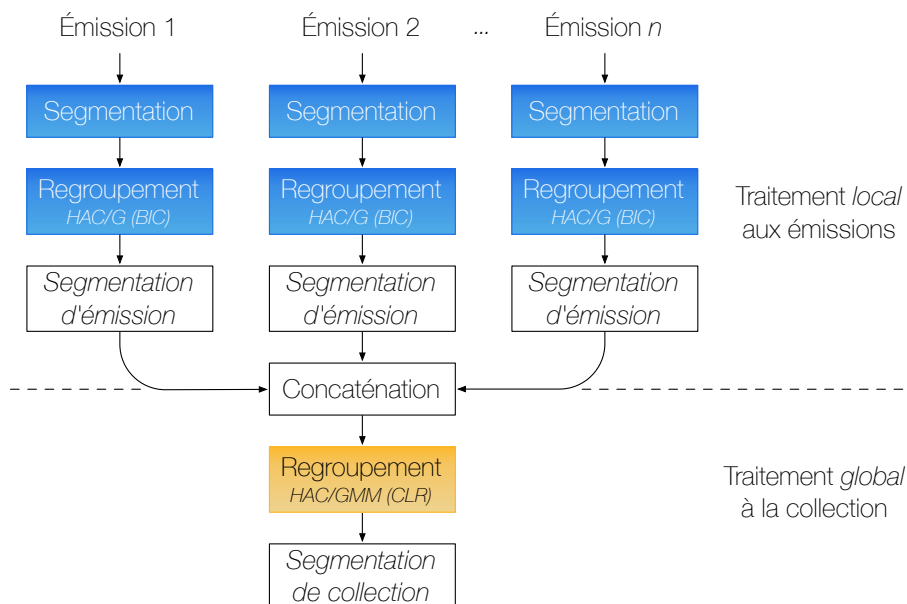 Émission 1
Émission 2
...
Émission n
Segmentation
Segmentation
Segmentation
Regroupement
HAC/G (BIC)
Regroupement
HAC/G (BIC)
Regroupement
HAC/G (BIC)
Traitement local
aux émissions
Segmentation
d'émission
Segmentation
d'émission
Segmentation
d'émission
Concaténation
Regroupement
HAC/GMM (CLR)
Traitement global
à la collection
Segmentation
de collection